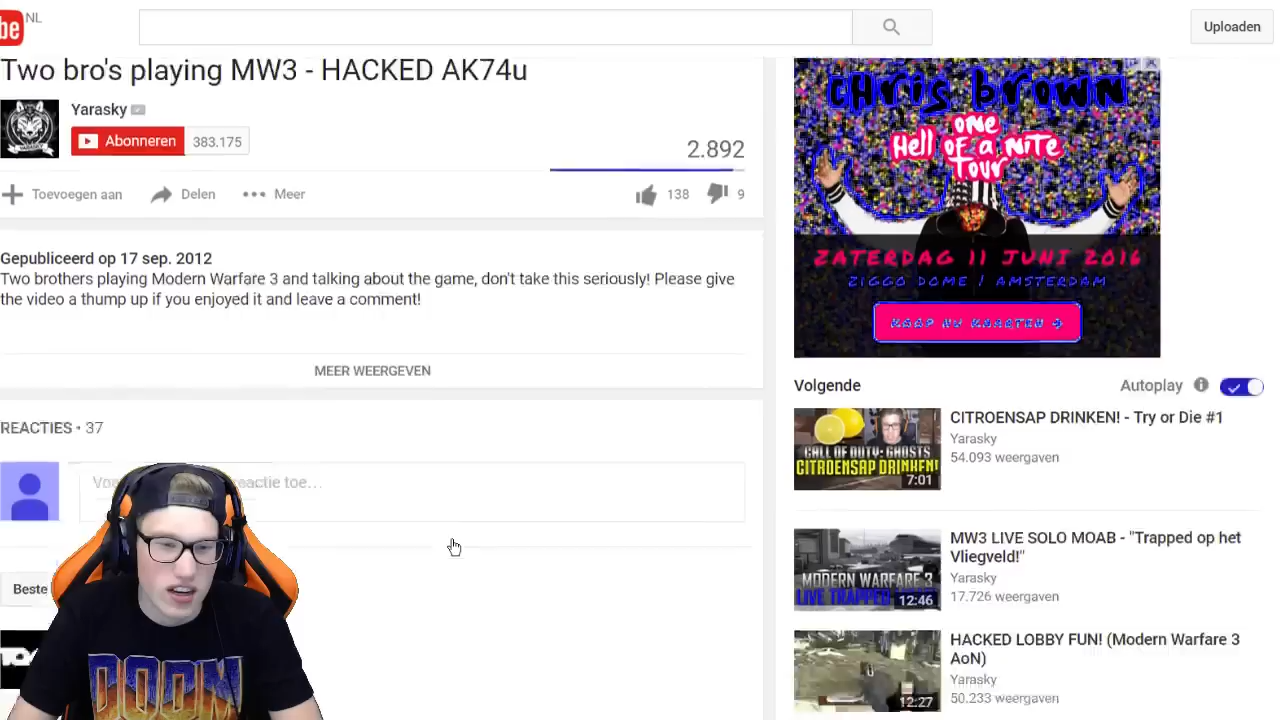 be NL
Uploaden
Two bro's playing MW3 - HACKED AK74u
Yarasky
Abonneren 383.175
2.892
Toevoegen aan Delen Meer 138 9
Gepubliceerd op 17 sep. 2012
Two brothers playing Modern Warfare 3 and talking about the game, don't take this seriously! Please give
the video a thump up if you enjoyed it and leave a comment!
MEER WEERGEVEN
REACTIES • 37
reactie toe...
Beste
DOOM
CHRIS BROWN
ONE
Hell OF A NiTE
TOUR
ZATERDAG 11 JUNI 2016
ZIGGO DOME / AMSTERDAM
KOOP NU KAARTEN
Volgende Autoplay
CITROENSAP DRINKEN! - Try or Die #1
Yarasky
54.093 weergaven
CALL OF DUTY: GHOSTS
CITROENSAP DRINKEN!
7:01
MW3 LIVE SOLO MOAB - "Trapped op het
Vliegveld!"
Yarasky
17.726 weergaven
MODERN WARFARE 3
LIVE TRAPPED
12:46
HACKED LOBBY FUN! (Modern Warfare 3
AoN)
Yarasky
50.233 weergaven
12:27